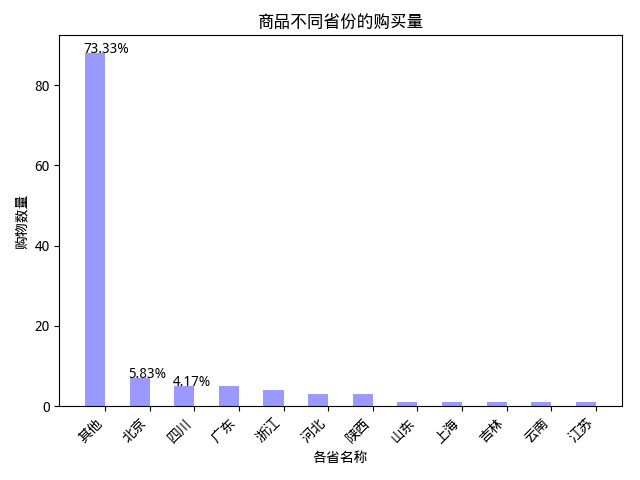 商品不同省份的购买量
73.33%
5.83%
4.17%
80
60
40
20
0
购物数量
其他
北京
四川
广东
浙江
河北
陕西
山东
上海
吉林
云南
江苏
各省名称